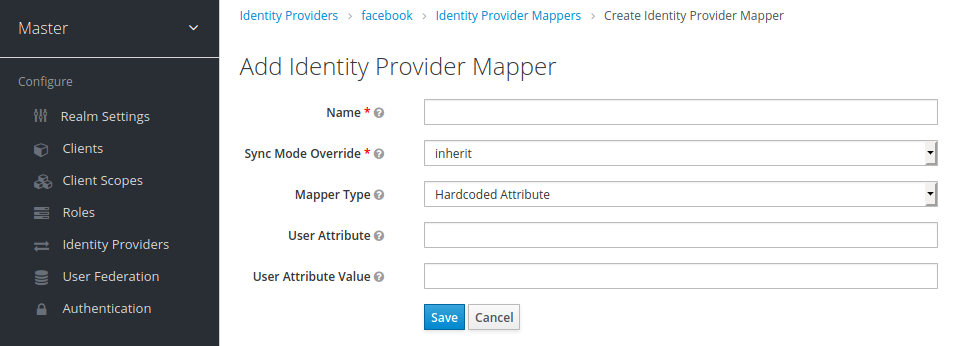 Master
Configure
Realm Settings
Clients
Client Scopes
Roles
Identity Providers
User Federation
Authentication
Identity Providers > facebook > Identity Provider Mappers > Create Identity Provider Mapper
Add Identity Provider Mapper
Name *
Sync Mode Override * inherit
Mapper Type Hardcoded Attribute
User Attribute
User Attribute Value
Save Cancel